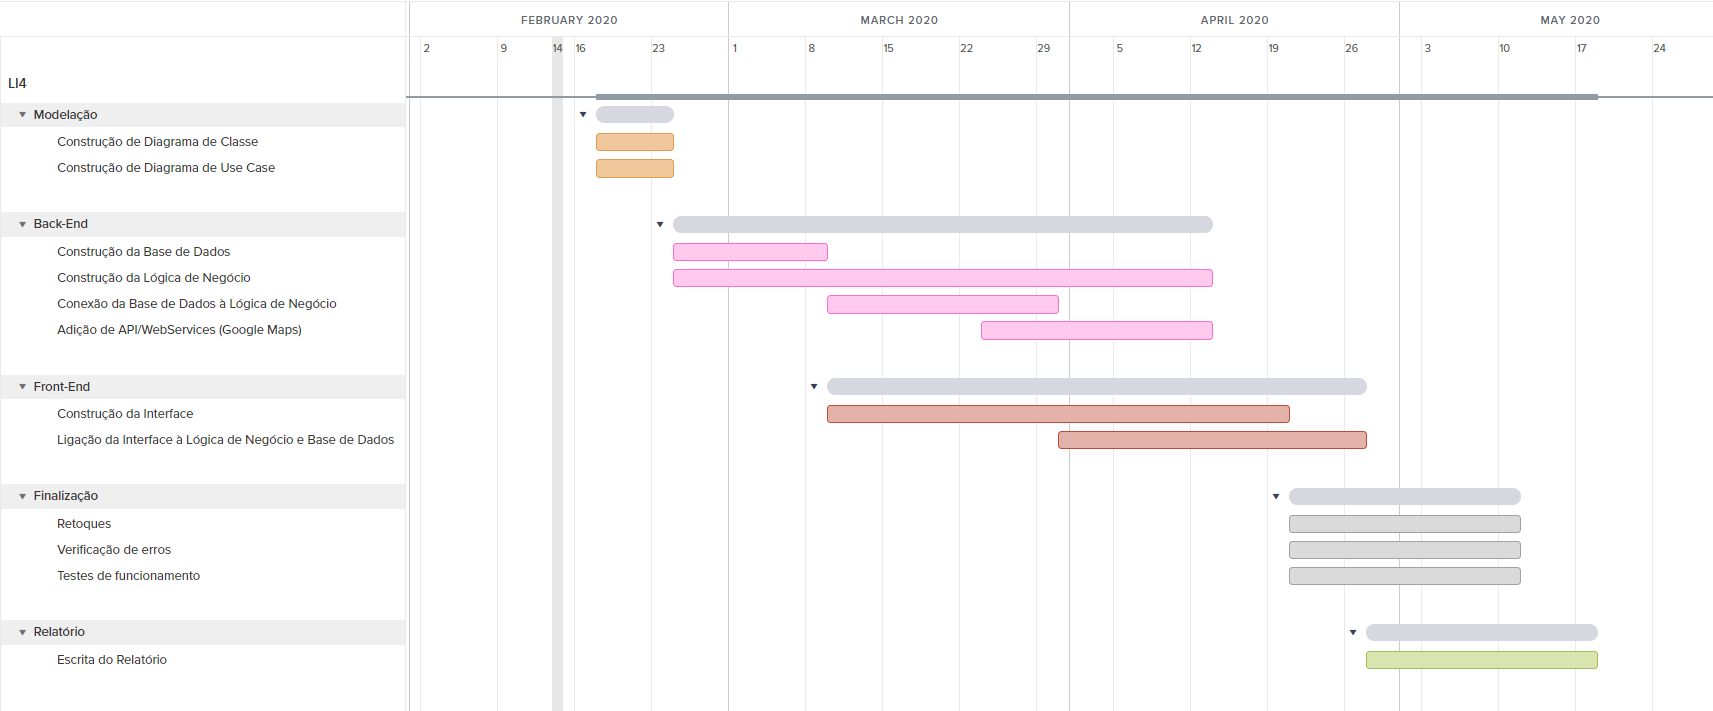 FEBRUARY 2020 MARCH 2020 APRIL 2020 MAY 2020
2 9 14 16 23 1 8 15 22 29 5 12 19 26 3 10 17 24
LI4
Modelação
Construção de Diagrama de Classe
Construção de Diagrama de Use Case
Back-End
Construção da Base de Dados
Construção da Lógica de Negócio
Conexão da Base de Dados à Lógica de Negócio
Adição de API/WebServices (Google Maps)
Front-End
Construção da Interface
Ligação da Interface à Lógica de Negócio e Base de Dados
Finalização
Retoques
Verificação de erros
Testes de funcionamento
Relatório
Escrita do Relatório